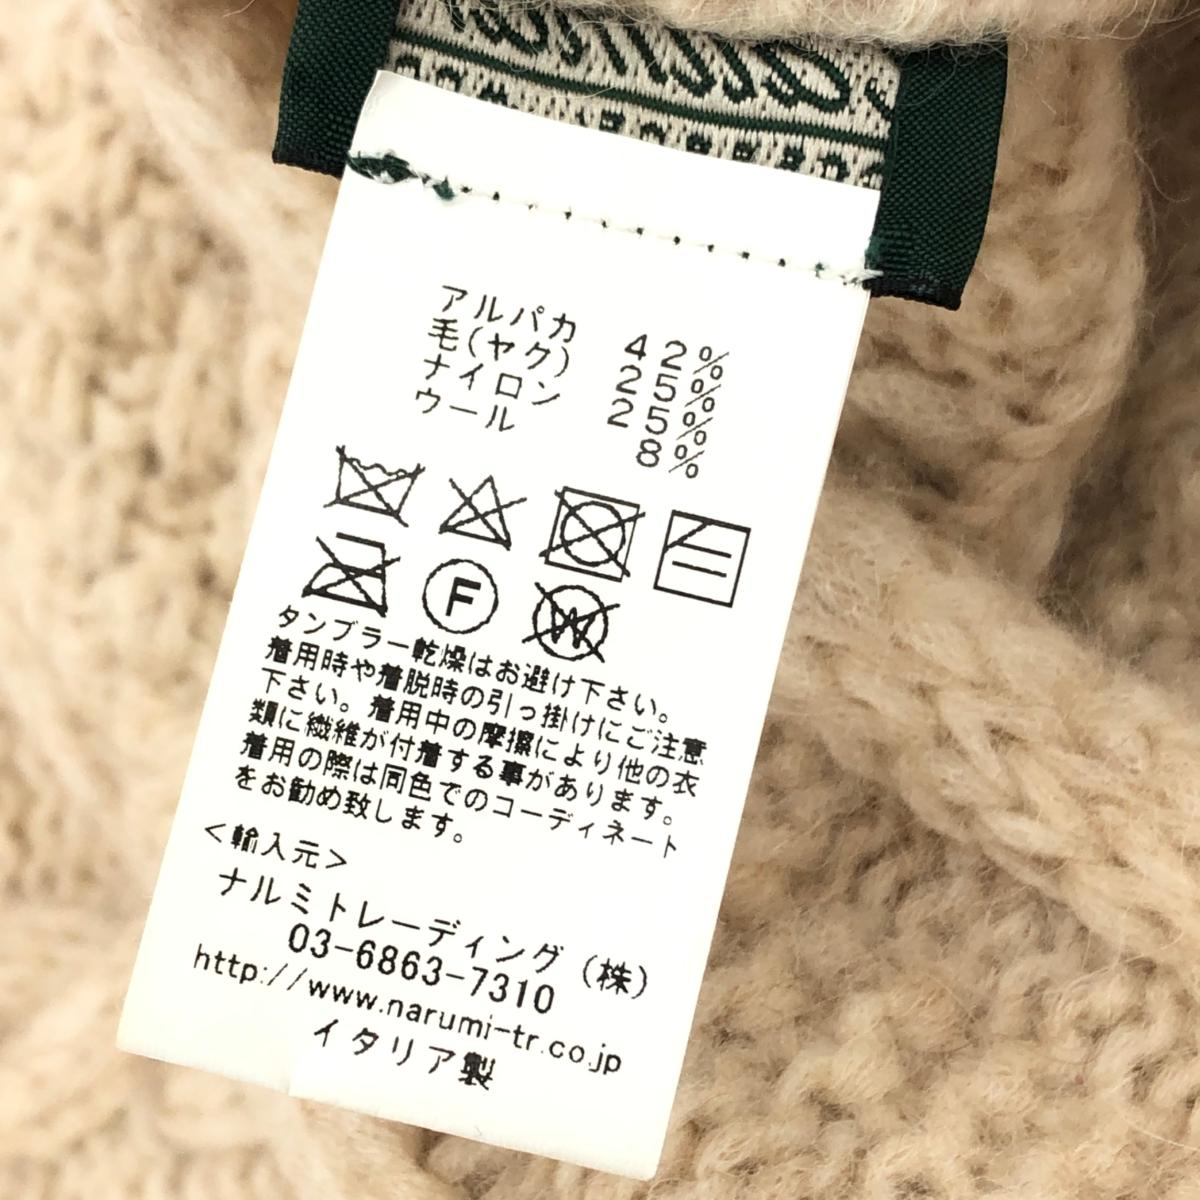 アルパカ 42%
毛(ヤク) 25%
ナイロン 25%
ウール 8%
F
W
タンブラー乾燥はお避け下さい。
着用時や着脱時の引っ掛けにご注意
下さい。着用中の摩擦により他の衣
類に繊維が付着する事があります。
着用の際は同色でのコーディネート
をお勧め致します。
<輸入元>
ナルミトレーディング(株)
03-6863-7310
http://www.narumi-tr.co.jp
イタリア製